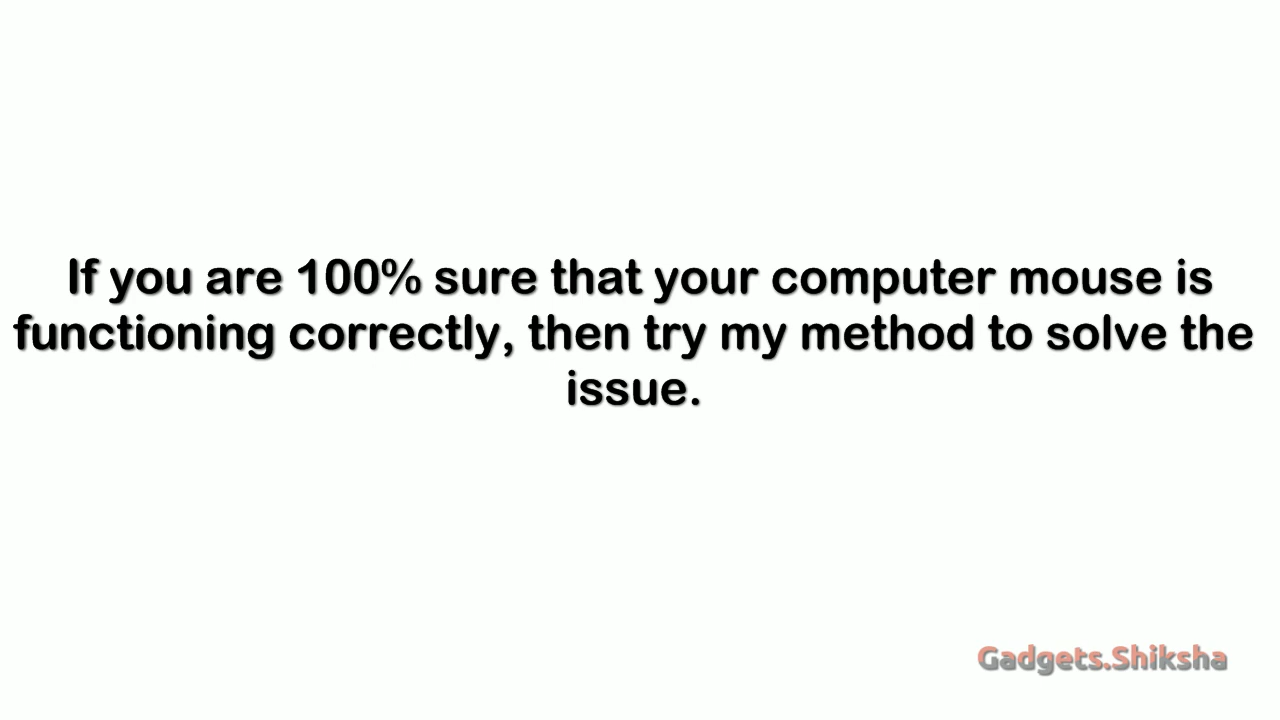 If you are 100% sure that your computer mouse is
functioning correctly, then try my method to solve the
issue.
Gadgets.Shiksha